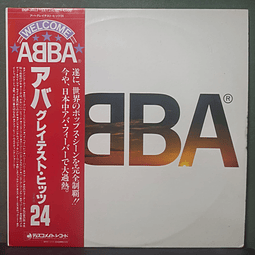 WELCOME
ABBA
アバ
グレイテスト・ヒッツ
24
遂に、世界のポップス・シーンを完全制覇!!
今や、日本中アバ・フィーバーで大過熱。
ディスコメイト・レコード
ABBA®